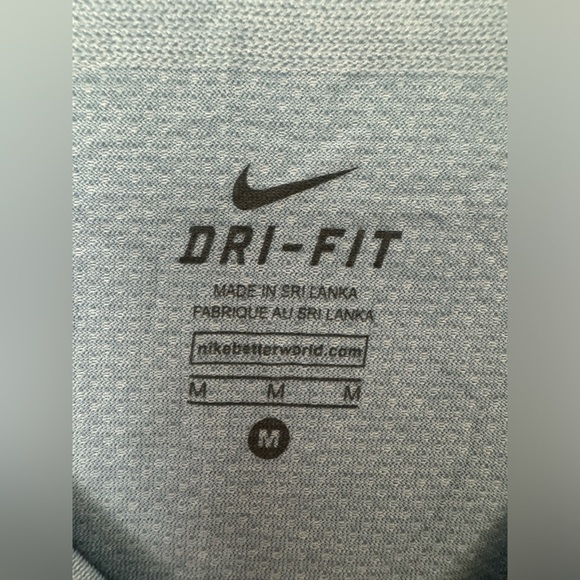 DRI-FIT
MADE IN SRI LANKA
FABRIQUE AU SRI LANKA
nikebetterworld.com
M M M
M